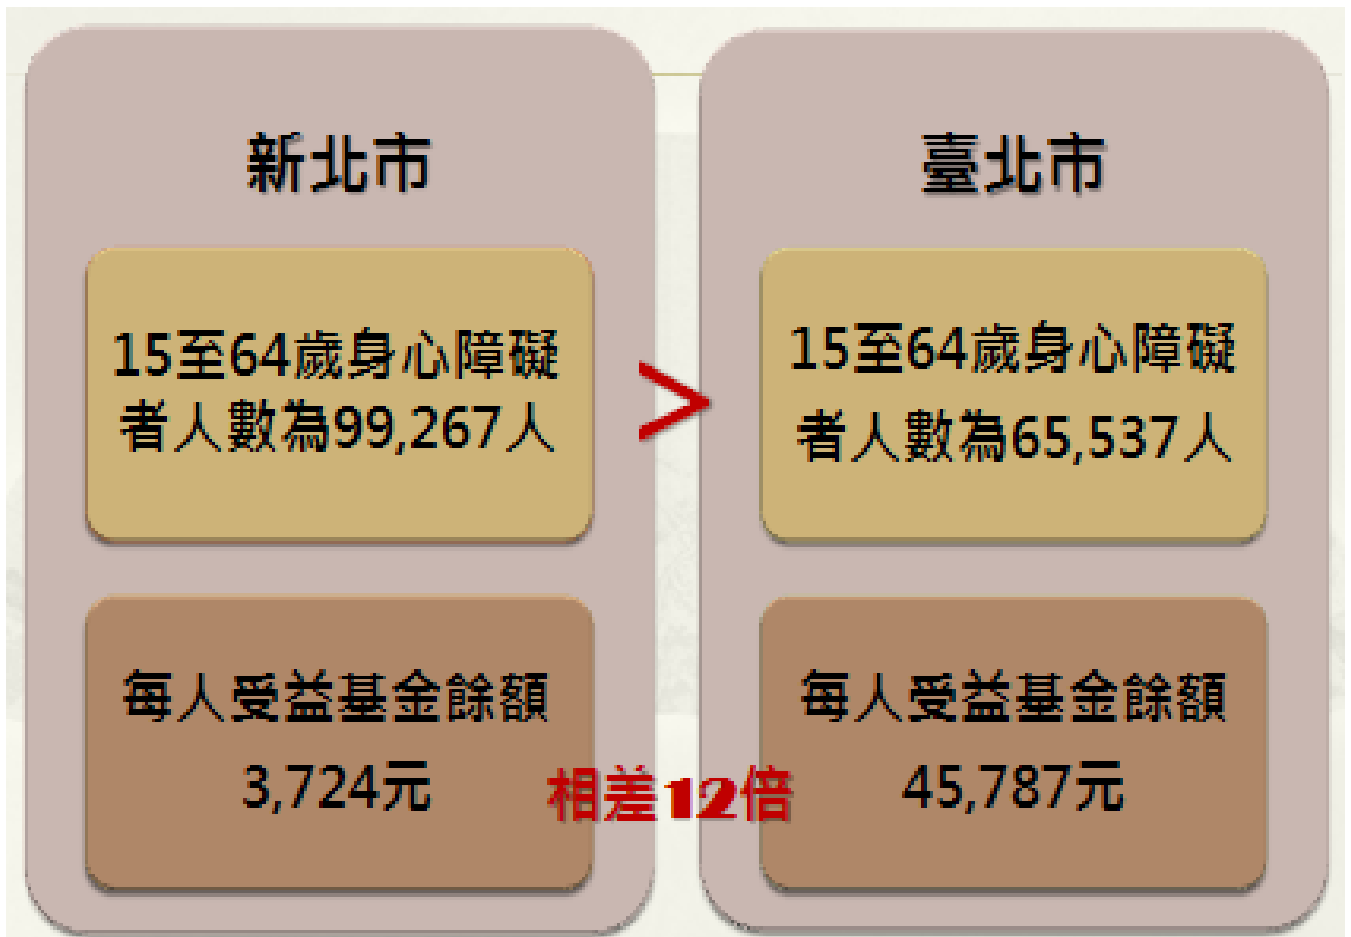 新北市
15至64歲身心障礙
者人數為99,267人
每人受益基金餘額
3,724元
>
相差12倍
臺北市
15至64歲身心障礙
者人數為65,537人
每人受益基金餘額
45,787元